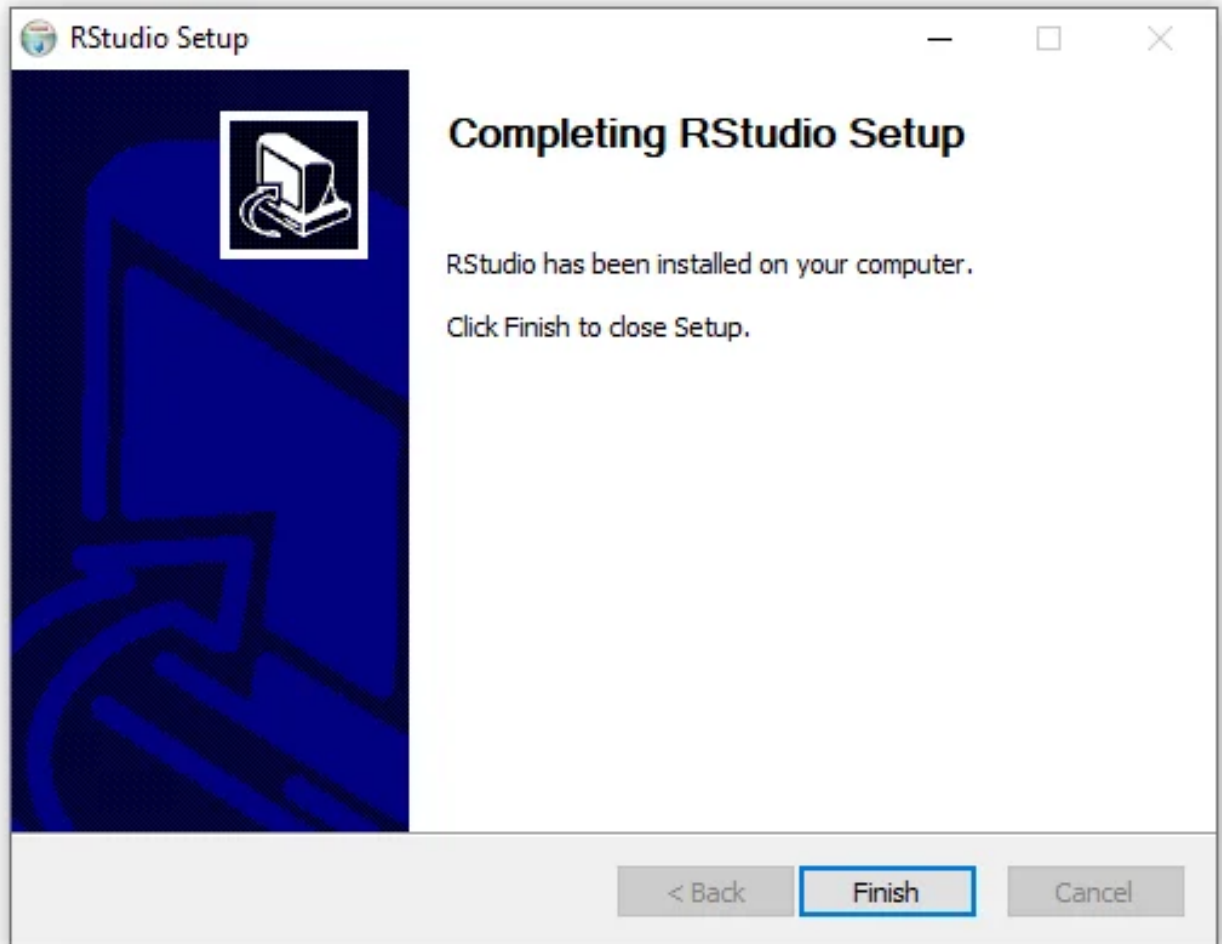 RStudio Setup
Completing RStudio Setup
RStudio has been installed on your computer.
Click Finish to close Setup.
< Back
Finish
Cancel